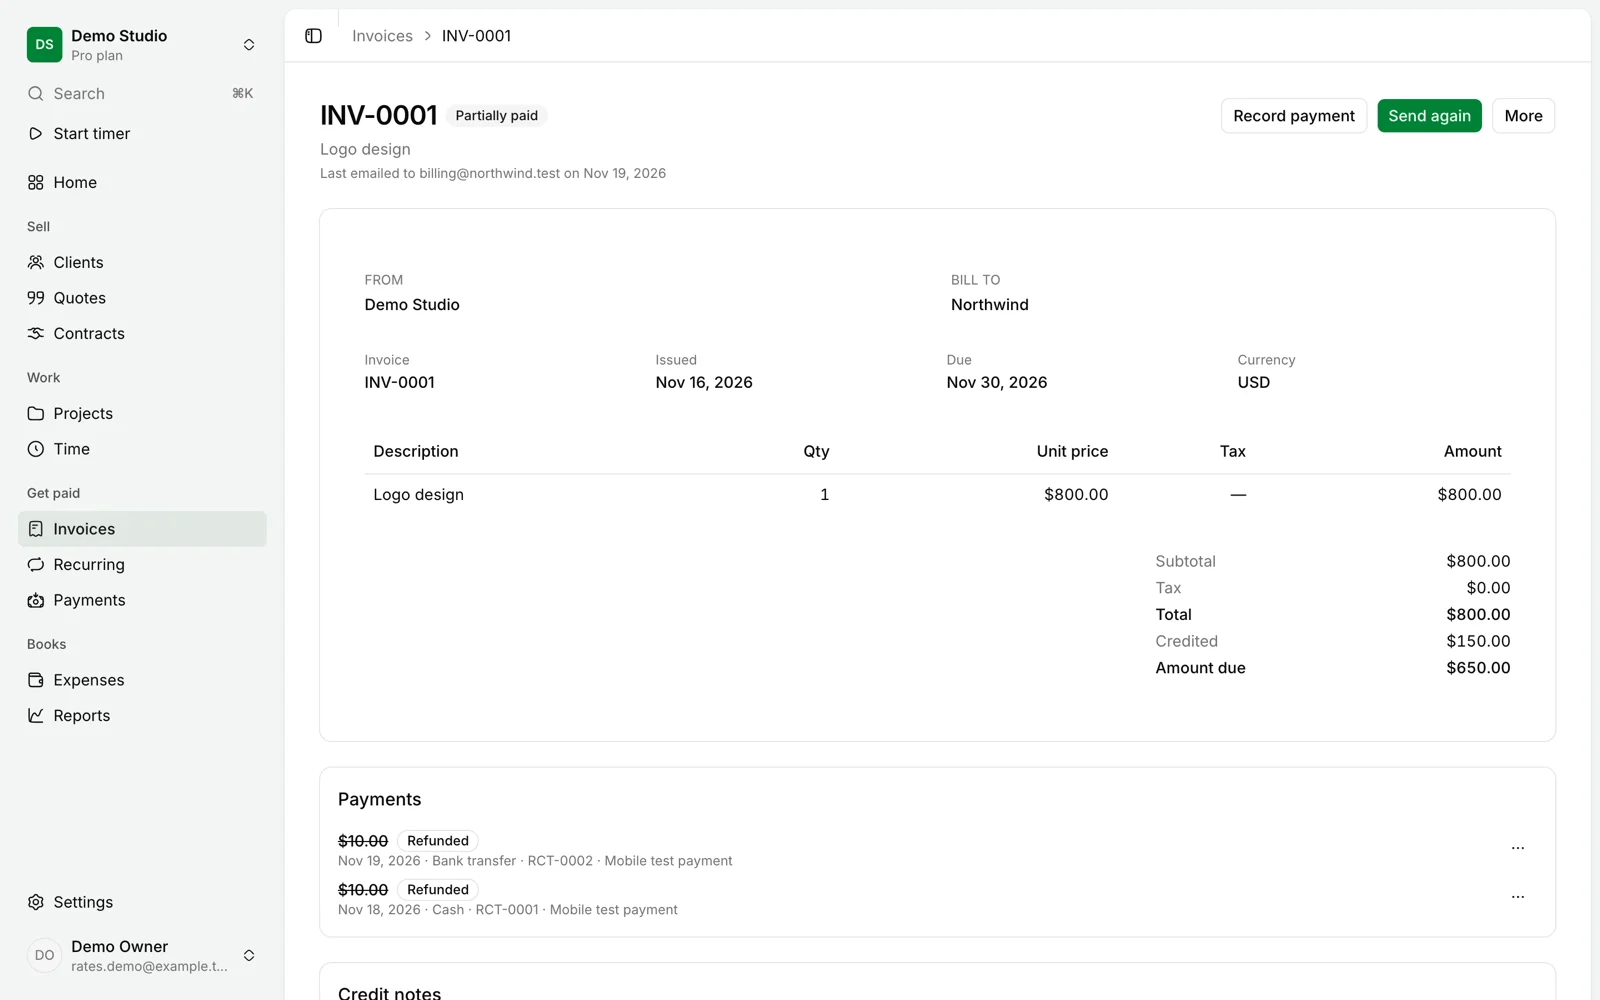 DS
Demo Studio
Pro plan
Search ⌘K
Start timer
Home
Sell
Clients
Quotes
Contracts
Work
Projects
Time
Get paid
Invoices
Recurring
Payments
Books
Expenses
Reports
Settings
DO
Demo Owner
rates.demo@example.t...
Invoices > INV-0001
INV-0001 Partially paid
Record payment Send again More
Logo design
Last emailed to billing@northwind.test on Nov 19, 2026
FROM BILL TO
Demo Studio Northwind
Invoice Issued Due Currency
INV-0001 Nov 16, 2026 Nov 30, 2026 USD
Description Qty Unit price Tax Amount
Logo design 1 $800.00 — $800.00
Subtotal $800.00
Tax $0.00
Total $800.00
Credited $150.00
Amount due $650.00
Payments
$10.00 Refunded
Nov 19, 2026 · Bank transfer · RCT-0002 · Mobile test payment
...
$10.00 Refunded
Nov 18, 2026 · Cash · RCT-0001 · Mobile test payment
...
Credit notes